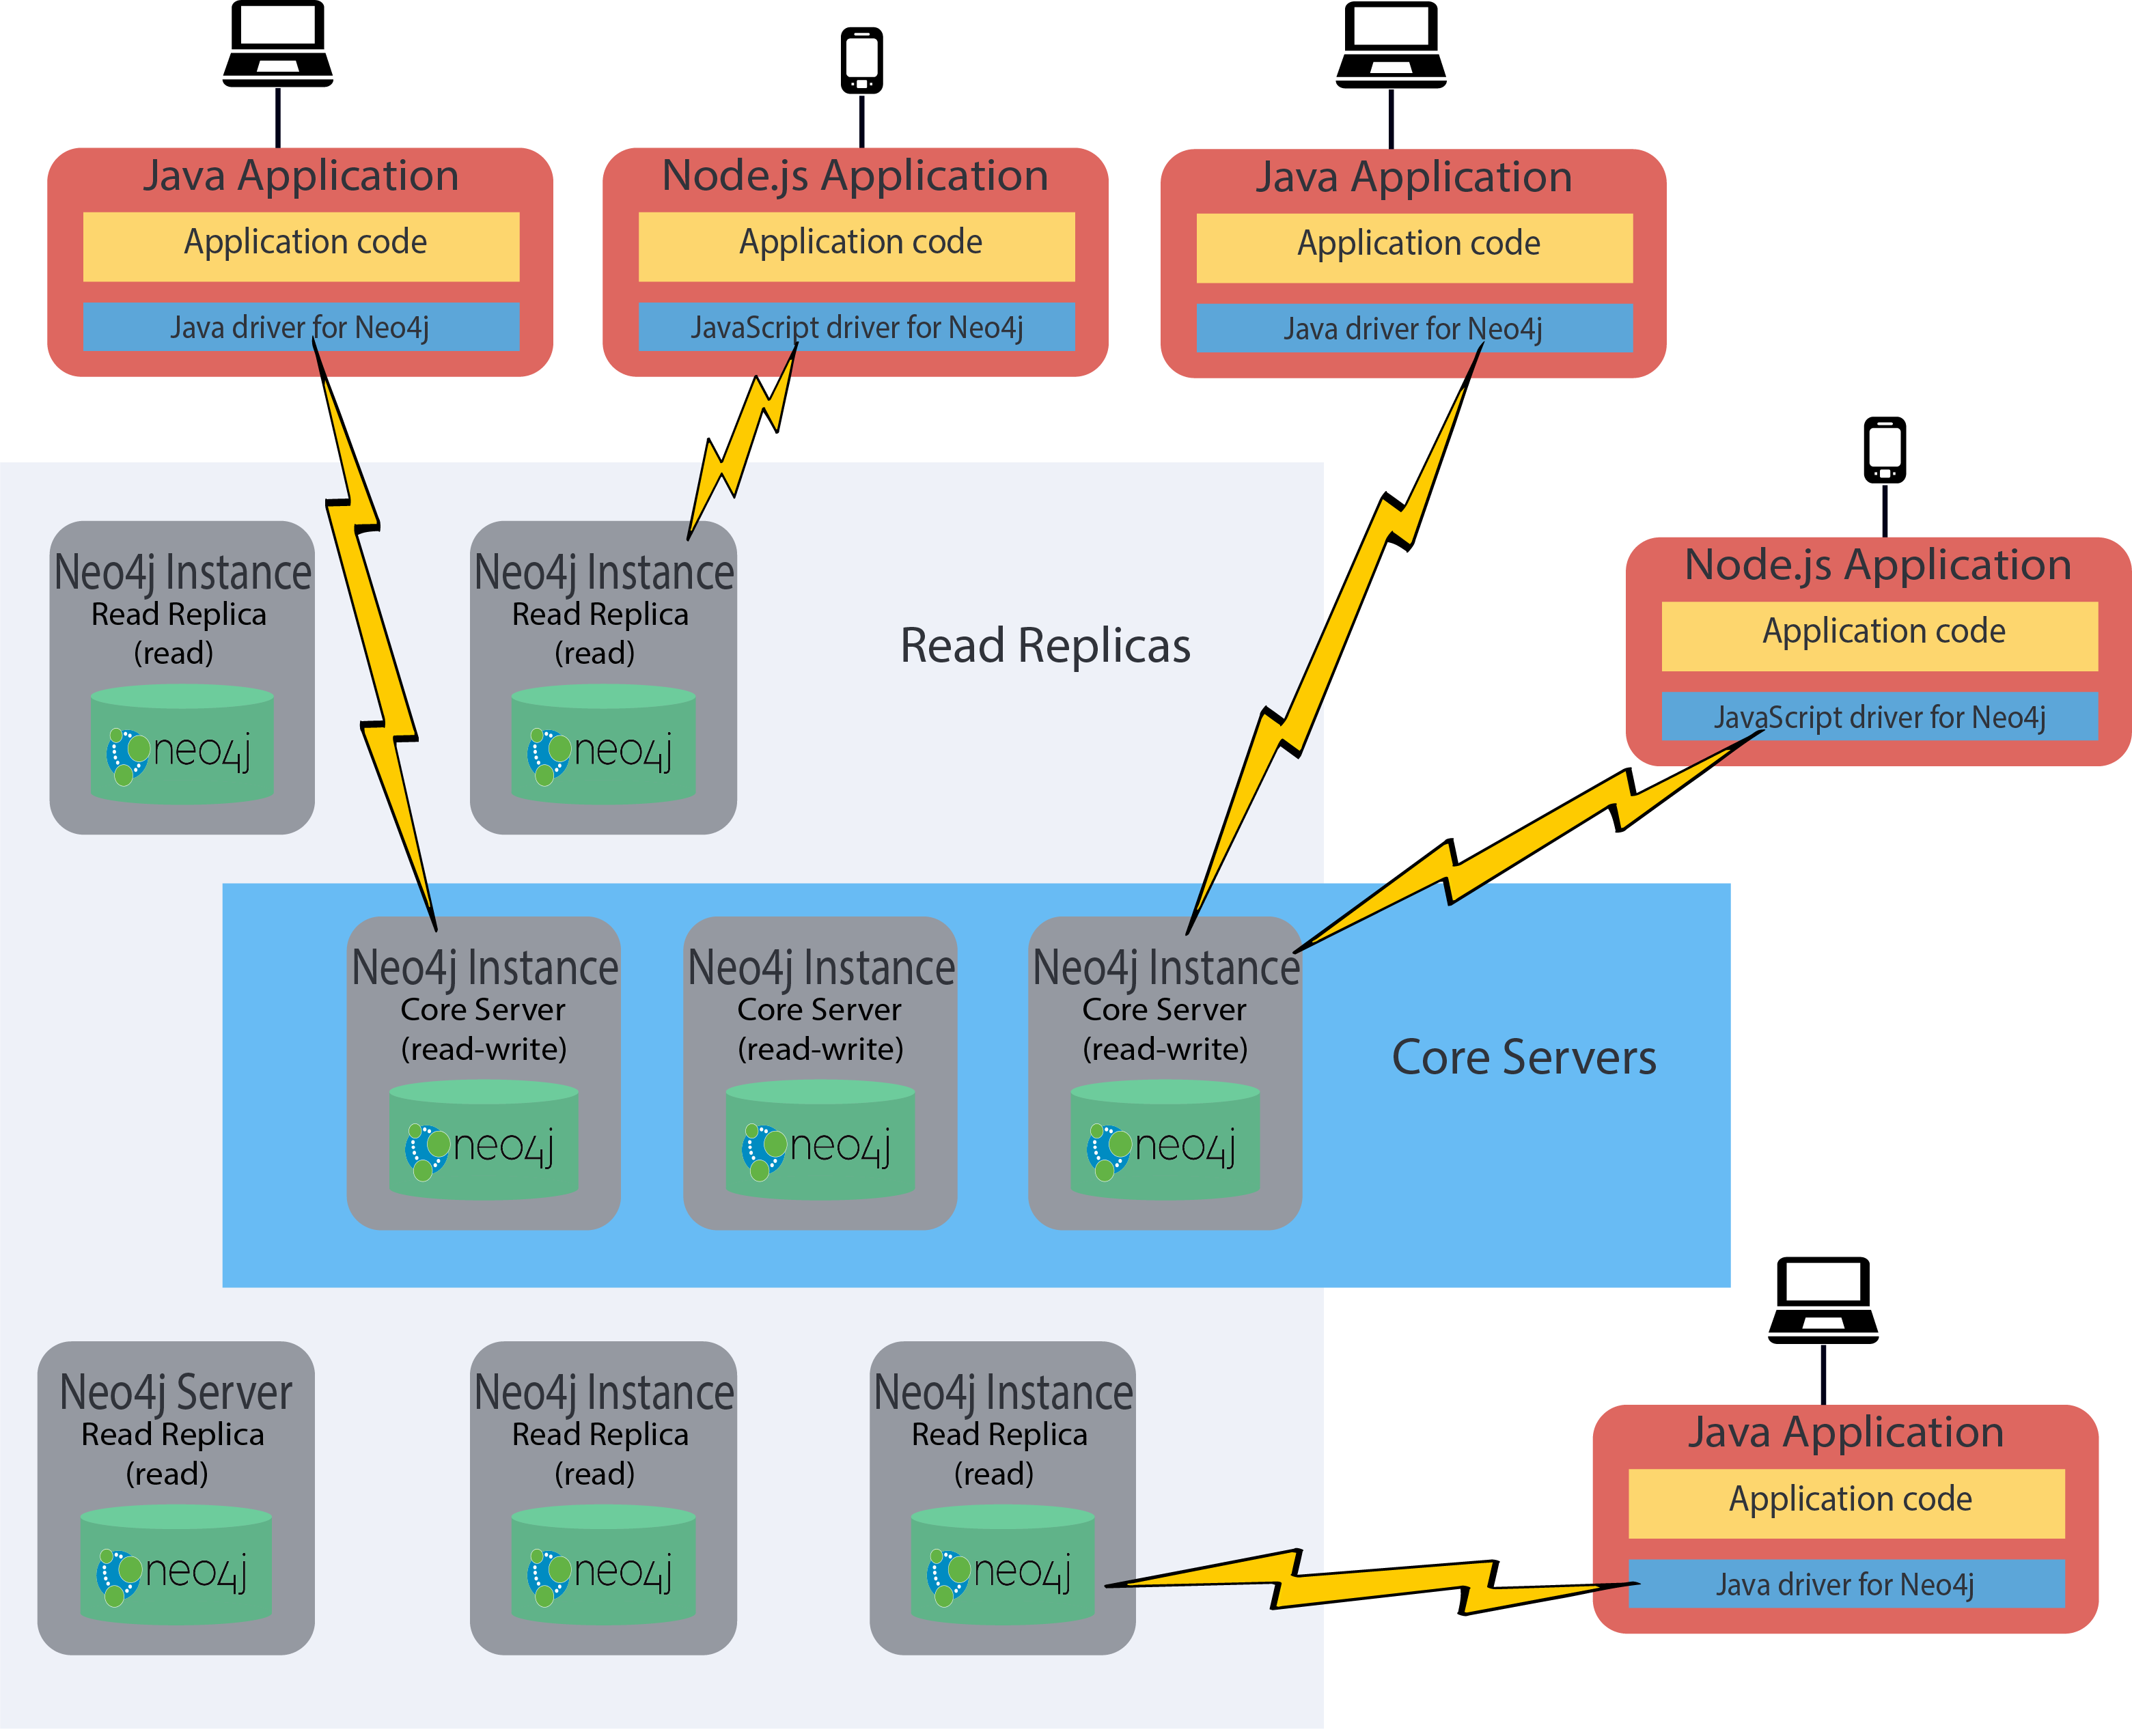 Java Application
Application code
Java driver for Neo4j
Node.js Application
Application code
JavaScript driver for Neo4j
Java Application
Application code
Java driver for Neo4j
Node.js Application
Application code
JavaScript driver for Neo4j
Neo4j Instance
Read Replica
(read)
neo4j
Neo4j Instance
Read Replica
(read)
neo4j
Read Replicas
Neo4j Instance
Core Server
(read-write)
neo4j
Neo4j Instance
Core Server
(read-write)
neo4j
Neo4j Instance
Core Server
(read-write)
neo4j
Core Servers
Neo4j Server
Read Replica
(read)
neo4j
Neo4j Instance
Read Replica
(read)
neo4j
Neo4j Instance
Read Replica
(read)
neo4j
Java Application
Application code
Java driver for Neo4j